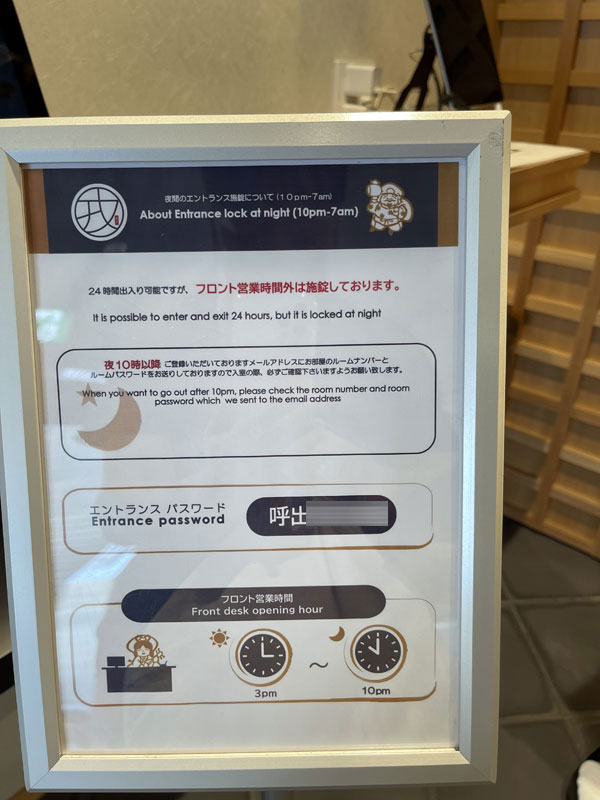 夜間のエントランス施錠について (10pm-7am)
About Entrance lock at night (10pm-7am)
24時間出入り可能ですが、フロント営業時間外は施錠しております。
It is possible to enter and exit 24 hours, but it is locked at night
夜10時以降 ご登録いただいておりますメールアドレスにお部屋のルームナンバーと
ルームパスワードをお送りしておりますので入室の際、必ずご確認下さいますようお願い致します。
When you want to go out after 10pm, please check the room number and room
password which we sent to the email address
エントランス パスワード
Entrance password
呼出
フロント営業時間
Front desk opening hour
～
3pm
10pm